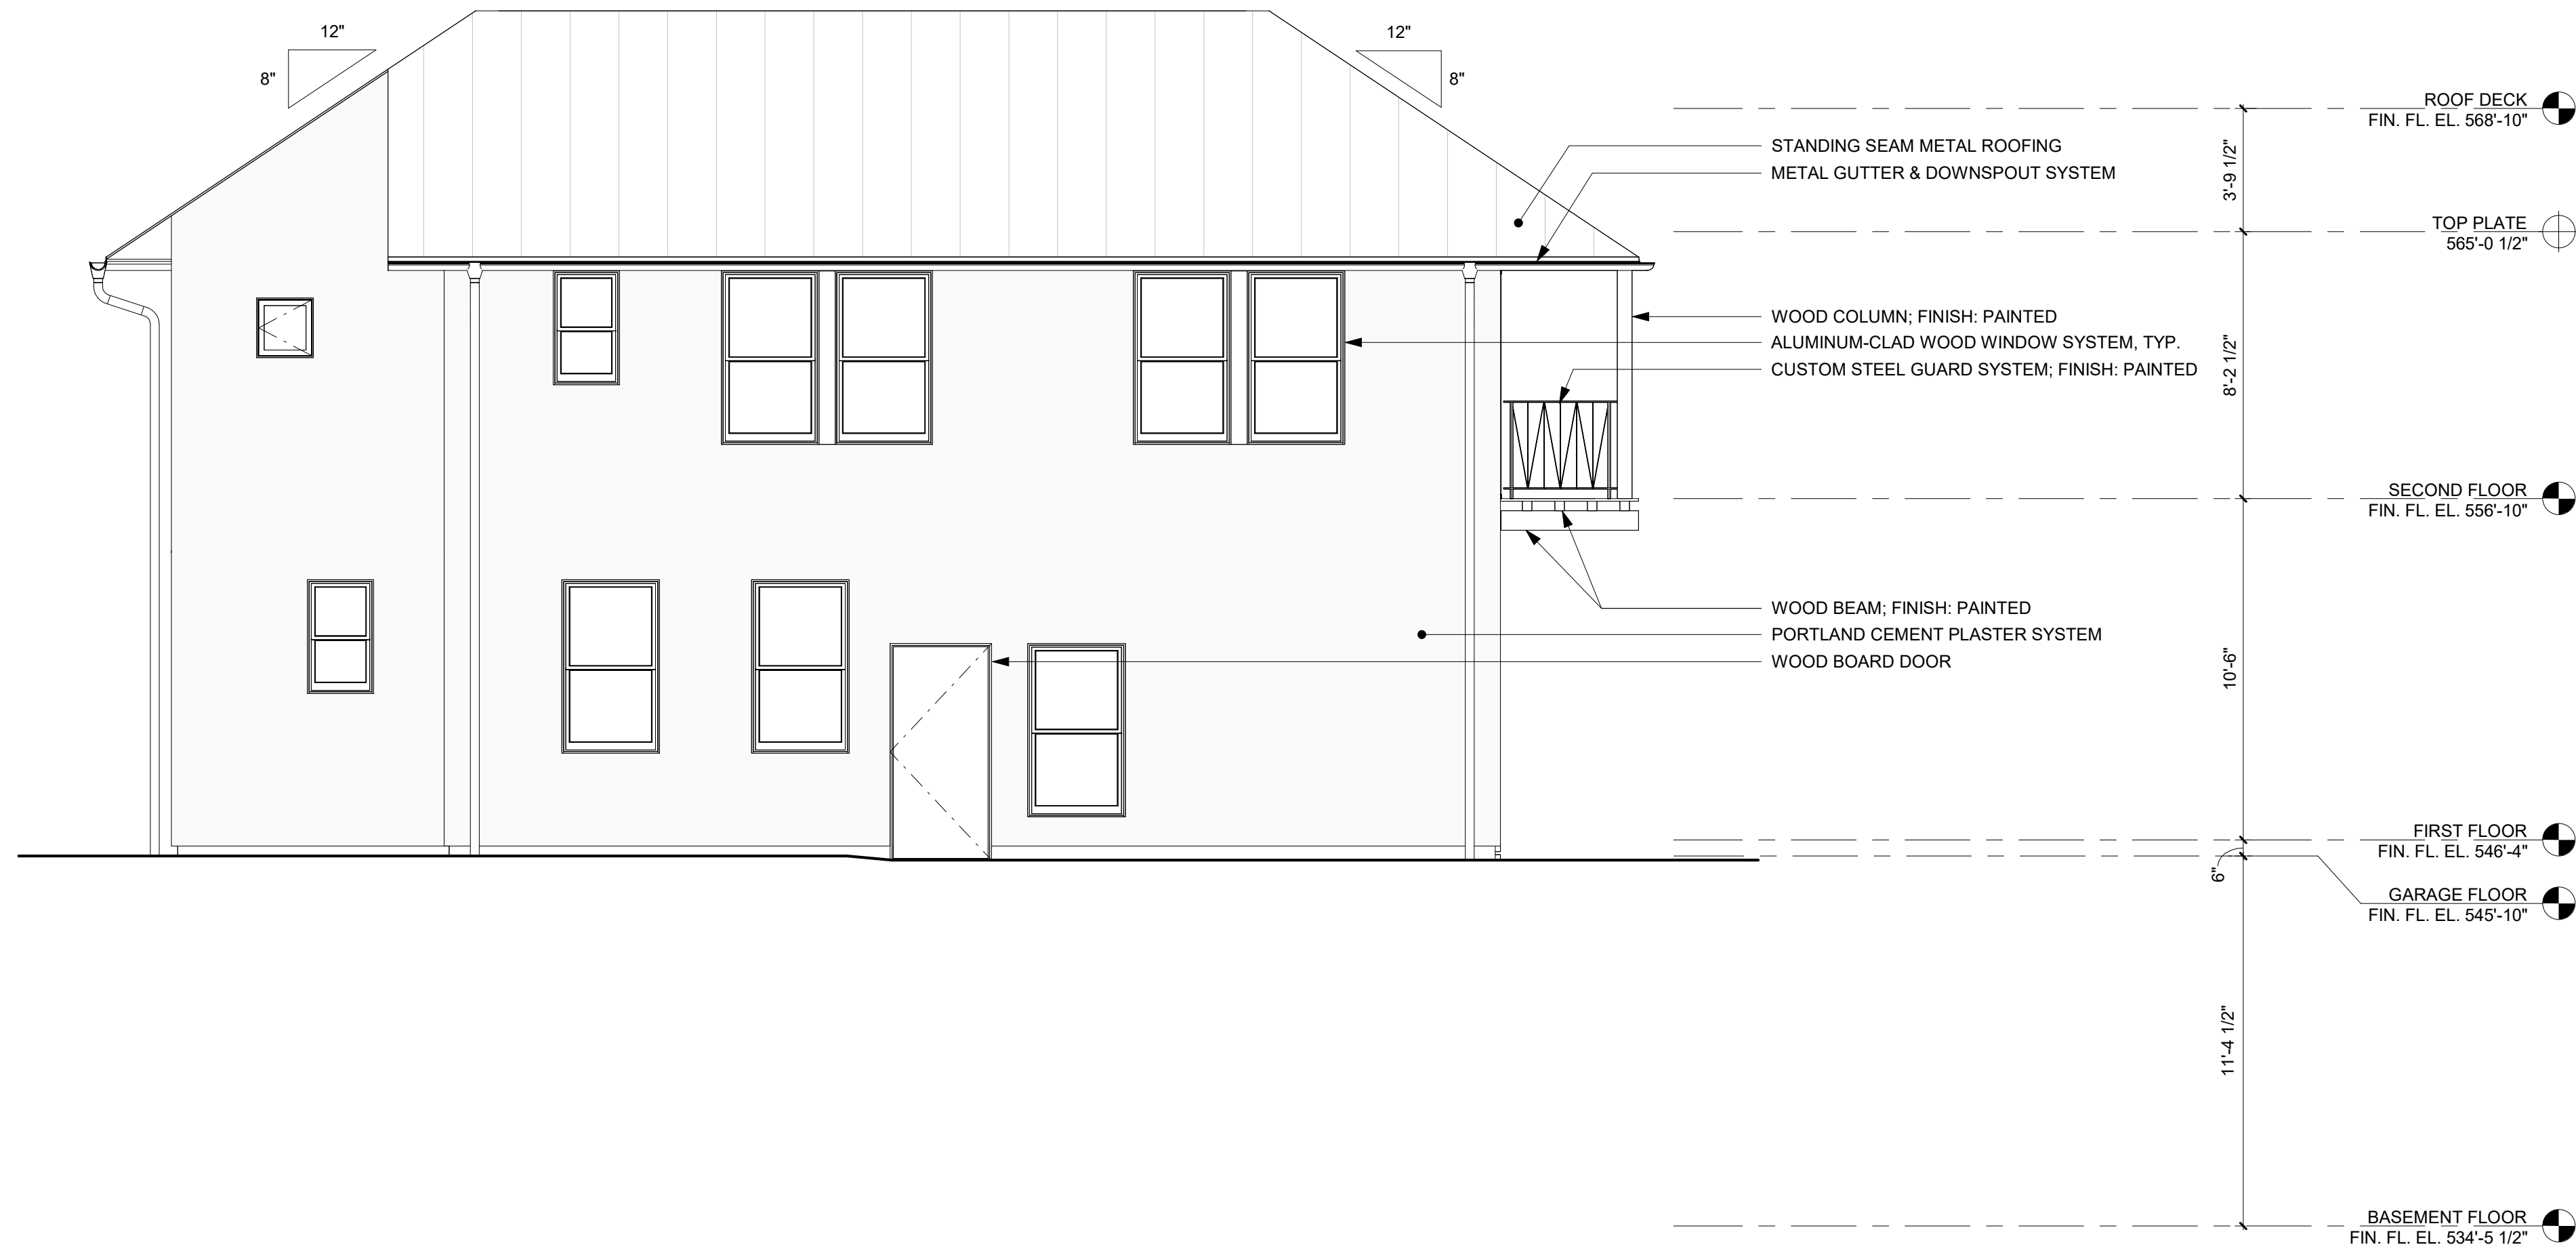 12"
8"
12"
8"
ROOF DECK
FIN. FL. EL. 568'-10"
STANDING SEAM METAL ROOFING
METAL GUTTER & DOWNSPOUT SYSTEM
3'-9 1/2"
TOP PLATE
565'-0 1/2"
WOOD COLUMN; FINISH: PAINTED
ALUMINUM-CLAD WOOD WINDOW SYSTEM, TYP.
CUSTOM STEEL GUARD SYSTEM; FINISH: PAINTED
8'-2 1/2"
SECOND FLOOR
FIN. FL. EL. 556'-10"
WOOD BEAM; FINISH: PAINTED
PORTLAND CEMENT PLASTER SYSTEM
WOOD BOARD DOOR
10'-6"
FIRST FLOOR
FIN. FL. EL. 546'-4"
6"
GARAGE FLOOR
FIN. FL. EL. 545'-10"
11'-4 1/2"
BASEMENT FLOOR
FIN. FL. EL. 534'-5 1/2"